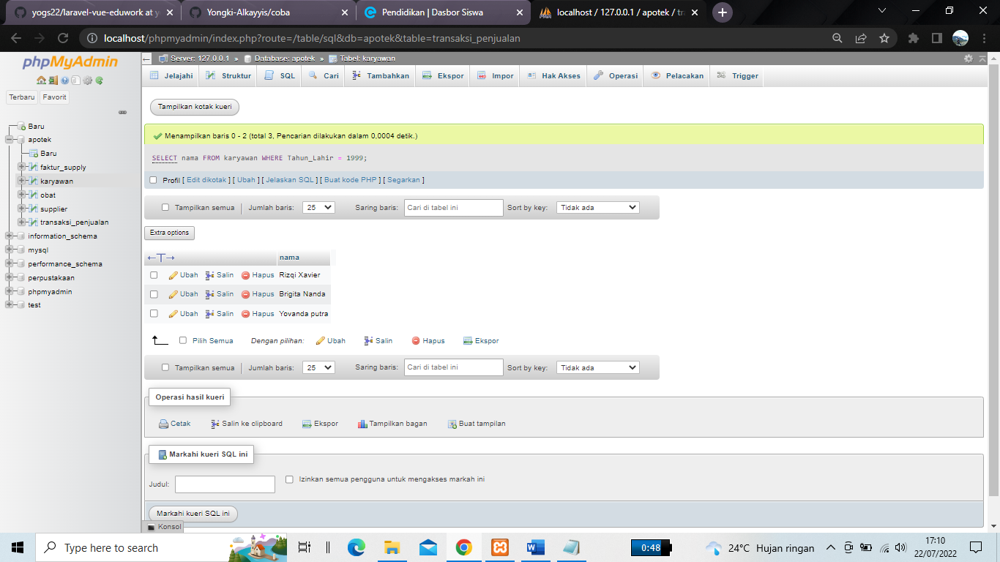 yogs22/laravel-vue-eduwork at y
Yongki-Alkayyis/coba
Pendidikan | Dasbor Siswa
localhost / 127.0.0.1 / apotek / tra
localhost/phpmyadmin/index.php?route=/table/sql&db=apotek&table=transaksi_penjualan
phpMyAdmin
Terbaru Favorit
Baru
apotek
Baru
faktur_supply
karyawan
obat
supplier
transaksi_penjualan
information_schema
mysql
performance_schema
perpustakaan
phpmyadmin
test
Server: 127.0.0.1 » Database: apotek » Tabel: karyawan
Jelajahi Struktur SQL Cari Tambahkan Ekspor Impor Hak Akses Operasi Pelacakan Trigger
Tampilkan kotak kueri
Menampilkan baris 0 - 2 (total 3, Pencarian dilakukan dalam 0,0004 detik.)
SELECT nama FROM karyawan WHERE Tahun_Lahir = 1999;
Profil [ Edit dikotak ] [ Ubah ] [ Jelaskan SQL ] [ Buat kode PHP ] [ Segarkan ]
Tampilkan semua Jumlah baris: 25 Saring baris: Cari di tabel ini Sort by key: Tidak ada
Extra options
←T→ nama
Ubah Salin Hapus Rizqi Xavier
Ubah Salin Hapus Brigita Nanda
Ubah Salin Hapus Yovanda putra
Pilih Semua Dengan pilihan: Ubah Salin Hapus Ekspor
Tampilkan semua Jumlah baris: 25 Saring baris: Cari di tabel ini Sort by key: Tidak ada
Operasi hasil kueri
Cetak Salin ke clipboard Ekspor Tampilkan bagan Buat tampilan
Markahi kueri SQL ini
Judul: Izinkan semua pengguna untuk mengakses markah ini
Markahi kueri SQL ini
Konsol
Type here to search
0:48
24°C Hujan ringan
17:10
22/07/2022